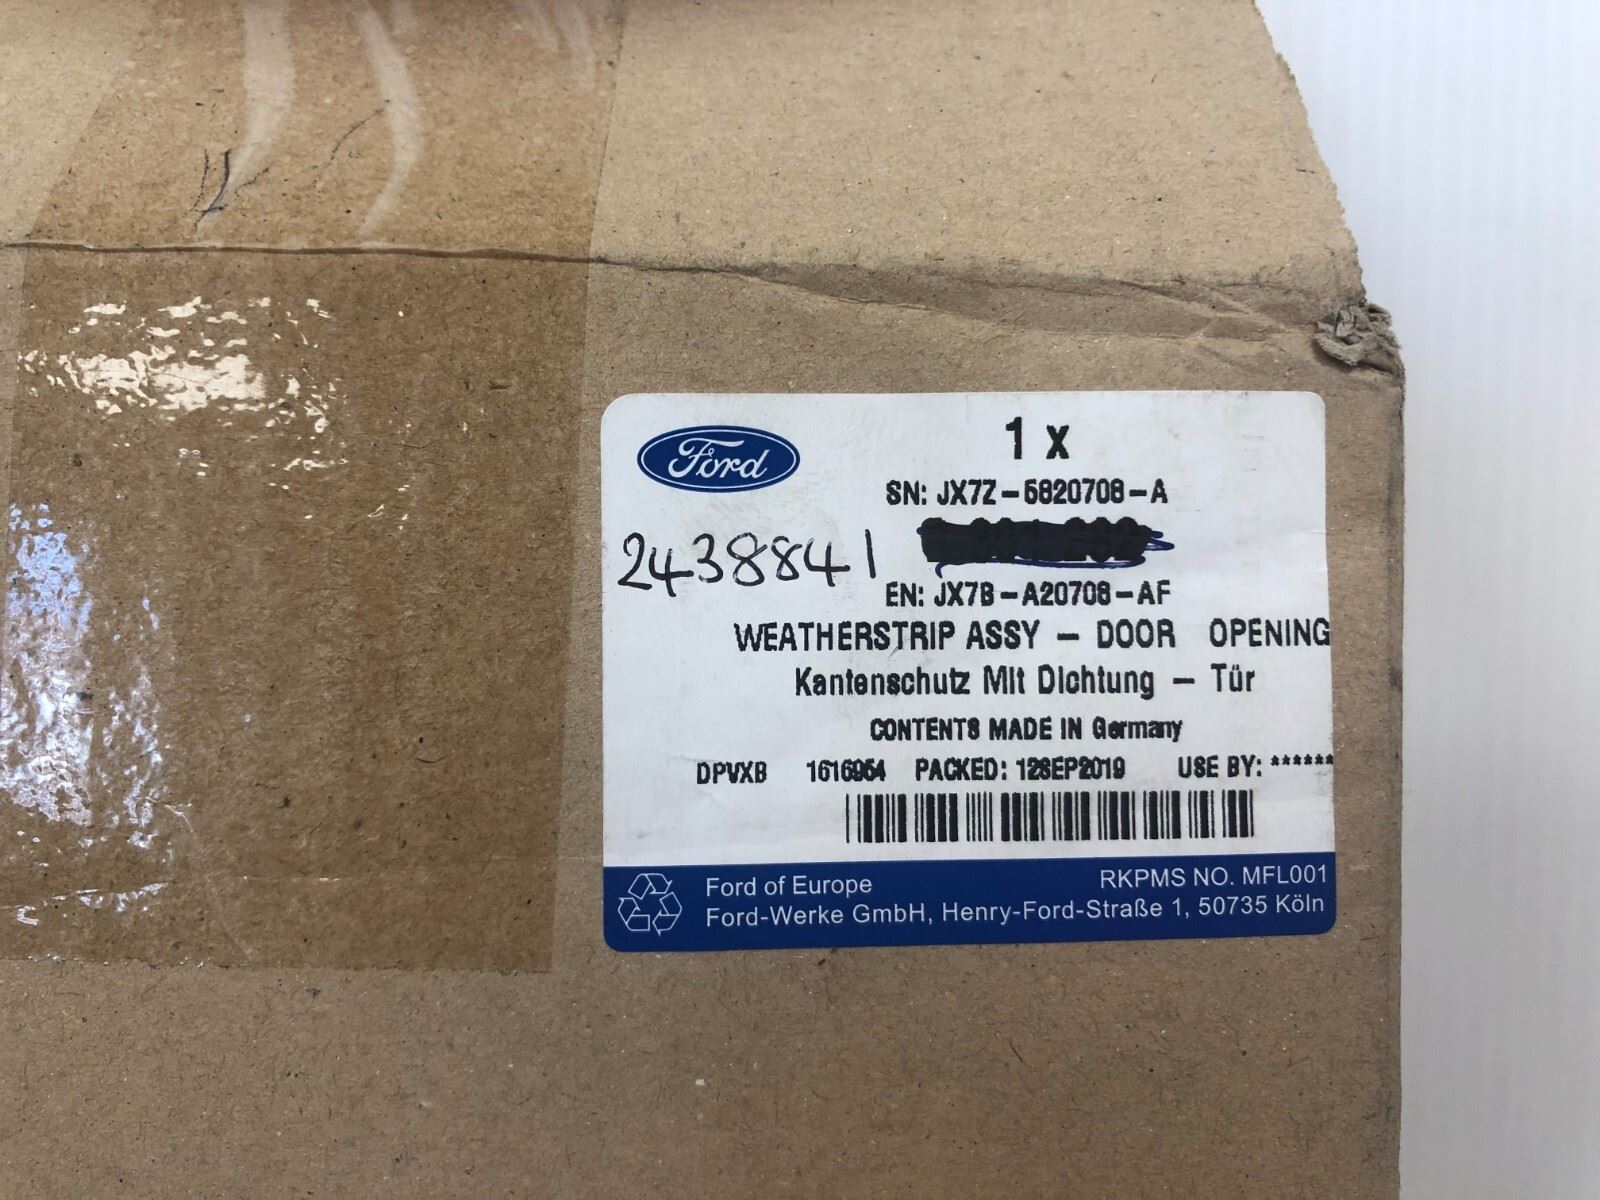 Ford
1 x
SN: JX7Z-5820708-A
2438841
EN: JX7B-A20708-AF
WEATHERSTRIP ASSY - DOOR OPENING
Kantenschutz Mit Dichtung - Tür
CONTENTS MADE IN Germany
DPVXB 1616954 PACKED: 12SEP2019 USE BY: ******
Ford of Europe RKPMS NO. MFL001
Ford-Werke GmbH, Henry-Ford-Straße 1, 50735 Köln